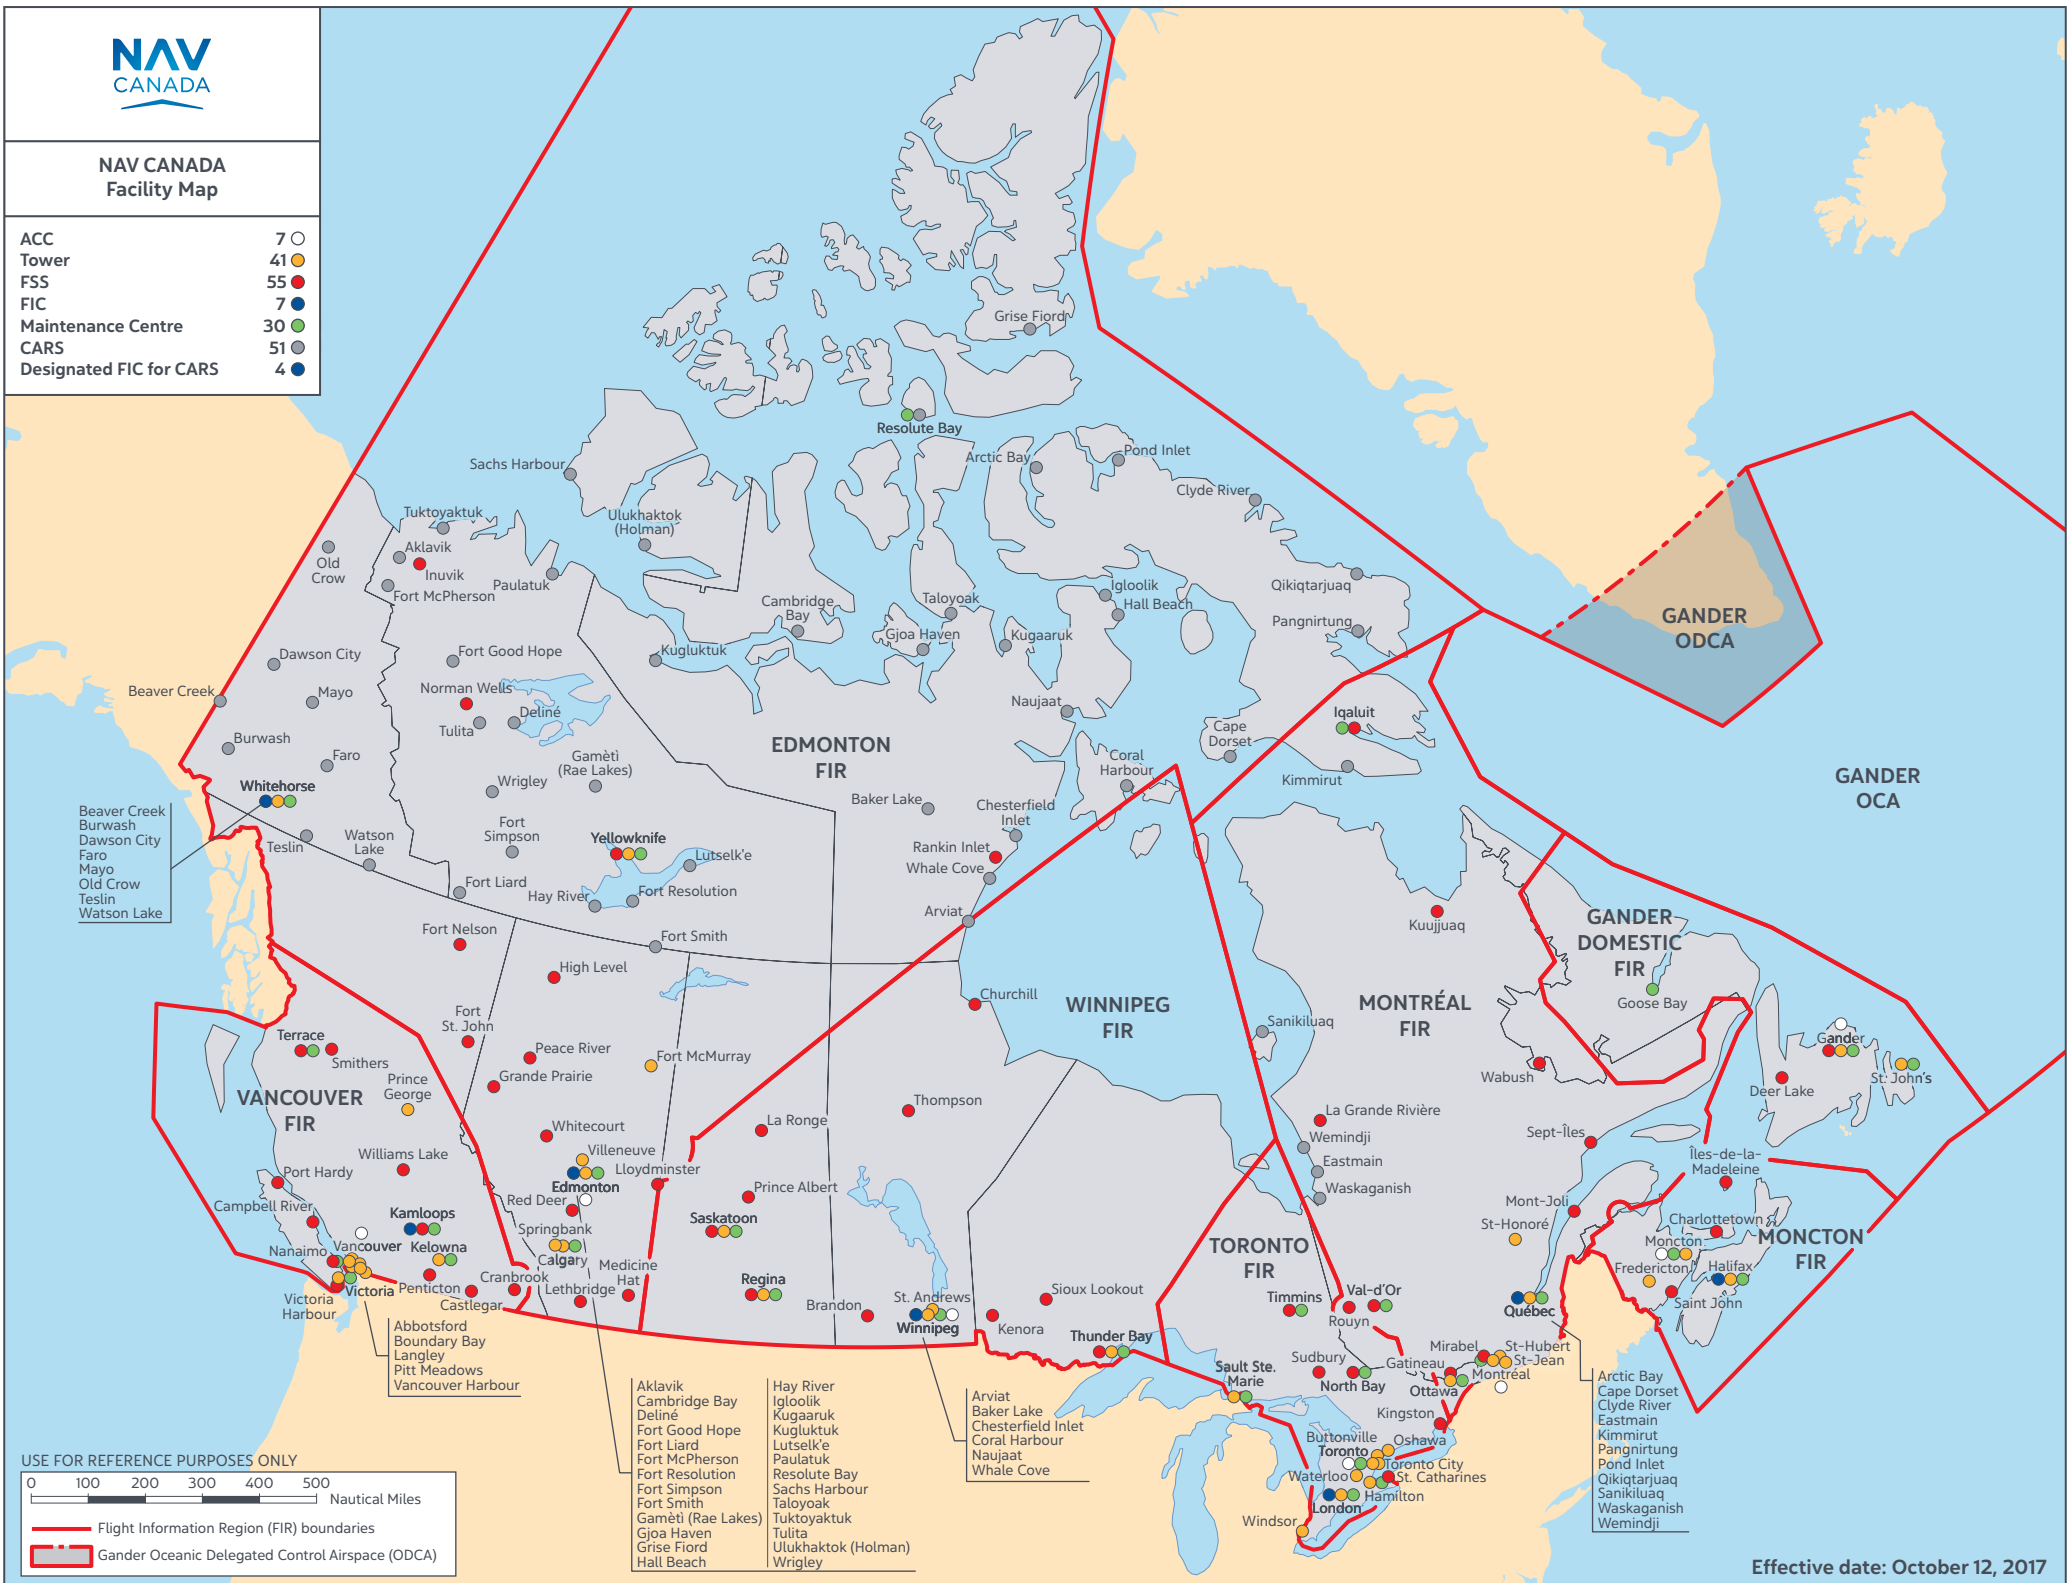 NAV
CANADA
NAV CANADA
Facility Map
ACC 7
Tower 41
FSS 55
FIC 7
Maintenance Centre 30
CARS 51
Designated FIC for CARS 4
Grise Fiord
Resolute Bay
Sachs Harbour
Arctic Bay
Pond Inlet
Clyde River
Tuktoyaktuk
Ulukhaktok
(Holman)
Old
Crow
Aklavik
Inuvik
Fort McPherson
Paulatuk
Cambridge
Bay
Taloyoak
Gjoa Haven
Kugaaruk
Igloolik
Hall Beach
Qikiqtarjuaq
Pangnirtung
GANDER
ODCA
Dawson City
Fort Good Hope
Kugluktuk
Beaver Creek
Mayo
Norman Wells
Tulita
Deliné
Naujaat
Iqaluit
Cape
Dorset
Burwash
Faro
Gamètì
(Rae Lakes)
EDMONTON
FIR
Coral
Harbour
Kimmirut
GANDER
OCA
Whitehorse
Wrigley
Baker Lake
Chesterfield
Inlet
Beaver Creek
Burwash
Dawson City
Faro
Mayo
Old Crow
Teslin
Watson Lake
Teslin
Watson
Lake
Fort
Simpson
Yellowknife
Lutselk'e
Rankin Inlet
Whale Cove
Fort Liard
Hay River
Fort Resolution
Arviat
Fort Nelson
Fort Smith
Kuujjuaq
GANDER
DOMESTIC
FIR
High Level
Goose Bay
Churchill
WINNIPEG
FIR
MONTRÉAL
FIR
Sanikiluaq
Fort
St. John
Terrace
Smithers
Peace River
Fort McMurray
Gander
Grande Prairie
Wabush
Deer Lake
St. John's
VANCOUVER
FIR
Prince
George
Thompson
La Ronge
La Grande Rivière
Whitecourt
Villeneuve
Wemindji
Sept-Îles
Williams Lake
Lloydminster
Eastmain
Îles-de-la-
Madeleine
Port Hardy
Edmonton
Prince Albert
Waskaganish
Campbell River
Red Deer
Mont-Joli
Kamloops
Saskatoon
St-Honoré
Charlottetown
Springbank
Vancouver
Kelowna
Calgary
TORONTO
FIR
Moncton
MONCTON
FIR
Nanaimo
Medicine
Hat
Fredericton
Halifax
Penticton
Cranbrook
Lethbridge
Regina
Sioux Lookout
Timmins
Val-d'Or
Québec
Saint John
Victoria
Harbour
Victoria
Castlegar
Brandon
St. Andrews
Winnipeg
Kenora
Rouyn
Abbotsford
Boundary Bay
Langley
Pitt Meadows
Vancouver Harbour
Thunder Bay
Sault Ste.
Marie
Sudbury
North Bay
Gatineau
Ottawa
Mirabel
St-Hubert
St-Jean
Montréal
Kingston
Buttonville
Oshawa
Toronto
Toronto City
Waterloo
St. Catharines
Hamilton
London
Windsor
Aklavik
Cambridge Bay
Deliné
Fort Good Hope
Fort Liard
Fort McPherson
Fort Resolution
Fort Simpson
Fort Smith
Gamètì (Rae Lakes)
Gjoa Haven
Grise Fiord
Hall Beach
Hay River
Igloolik
Kugaaruk
Kugluktuk
Lutselk'e
Paulatuk
Resolute Bay
Sachs Harbour
Taloyoak
Tuktoyaktuk
Tulita
Ulukhaktok (Holman)
Wrigley
Arviat
Baker Lake
Chesterfield Inlet
Coral Harbour
Naujaat
Whale Cove
Arctic Bay
Cape Dorset
Clyde River
Eastmain
Kimmirut
Pangnirtung
Pond Inlet
Qikiqtarjuaq
Sanikiluaq
Waskaganish
Wemindji
USE FOR REFERENCE PURPOSES ONLY
0 100 200 300 400 500
Nautical Miles
Flight Information Region (FIR) boundaries
Gander Oceanic Delegated Control Airspace (ODCA)
Effective date: October 12, 2017